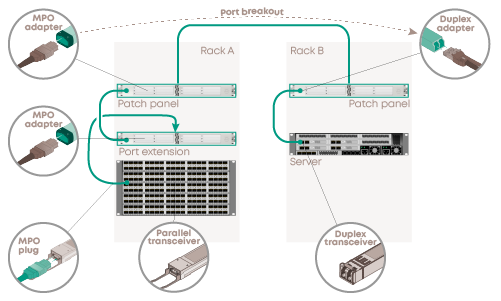 MPO
adapter
port breakout
Duplex
adapter
Rack A
Rack B
Patch panel
Patch panel
MPO
adapter
Port extension
Server
MPO
plug
Parallel
transceiver
Duplex
transceiver